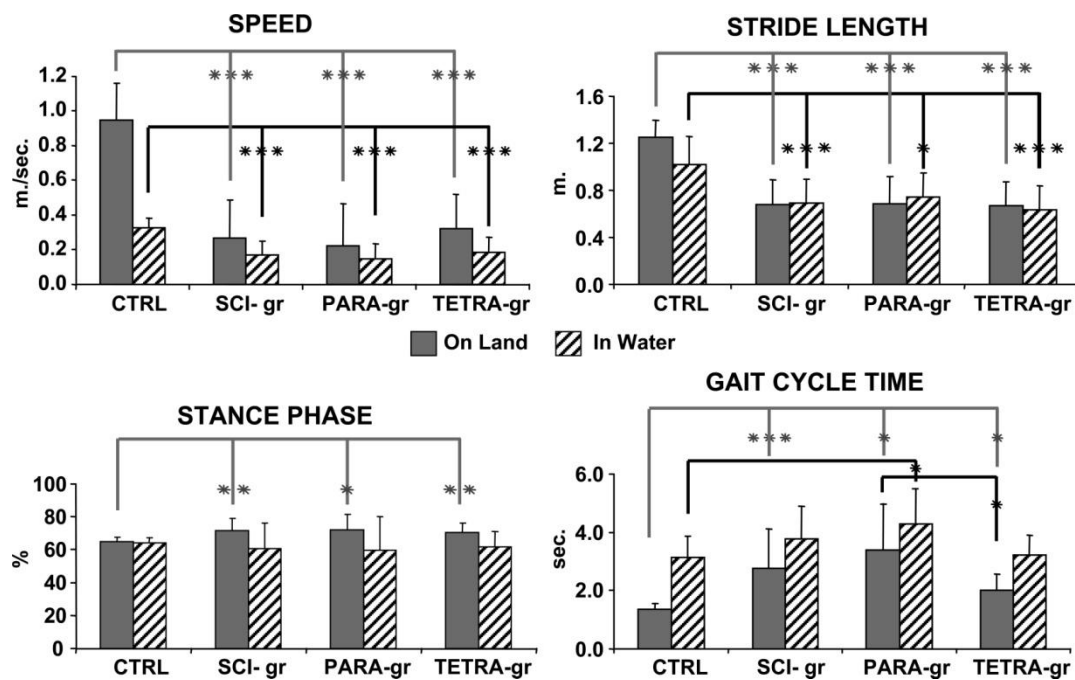 SPEED
***
***
***
1.2
1.0
0.8
0.6
0.4
0.2
0.0
m./sec.
***
***
***
CTRL
SCI- gr
PARA-gr
TETRA-gr
STRIDE LENGTH
***
***
***
1.6
1.2
0.8
0.4
0.0
m.
***
*
***
CTRL
SCI- gr
PARA-gr
TETRA-gr
On Land
In Water
STANCE PHASE
**
*
**
100
80
60
40
20
0
%
CTRL
SCI- gr
PARA-gr
TETRA-gr
GAIT CYCLE TIME
***
*
*
6.0
4.0
2.0
0.0
sec.
*
*
CTRL
SCI- gr
PARA-gr
TETRA-gr